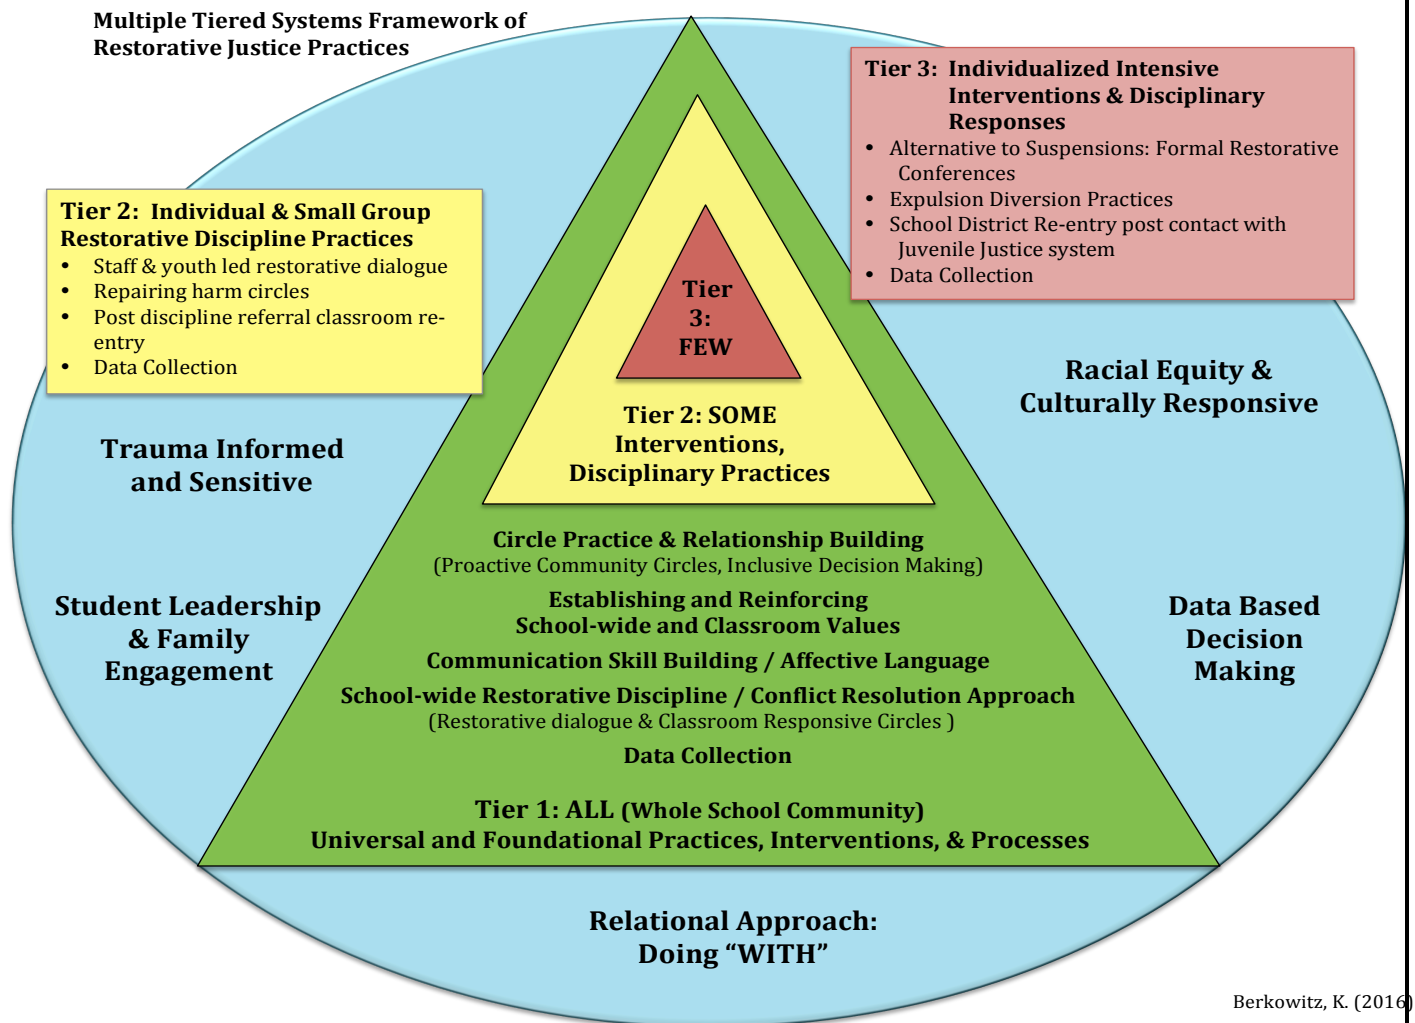 Multiple Tiered Systems Framework of
Restorative Justice Practices
Tier 3: Individualized Intensive
Interventions & Disciplinary
Responses
• Alternative to Suspensions: Formal Restorative
Conferences
• Expulsion Diversion Practices
• School District Re-entry post contact with
Juvenile Justice system
• Data Collection
Tier 2: Individual & Small Group
Restorative Discipline Practices
• Staff & youth led restorative dialogue
• Repairing harm circles
• Post discipline referral classroom re-
entry
• Data Collection
Tier
3:
FEW
Tier 2: SOME
Interventions,
Disciplinary Practices
Racial Equity &
Culturally Responsive
Trauma Informed
and Sensitive
Circle Practice & Relationship Building
(Proactive Community Circles, Inclusive Decision Making)
Establishing and Reinforcing
School-wide and Classroom Values
Communication Skill Building / Affective Language
School-wide Restorative Discipline / Conflict Resolution Approach
(Restorative dialogue & Classroom Responsive Circles )
Data Collection
Student Leadership
& Family
Engagement
Data Based
Decision
Making
Tier 1: ALL (Whole School Community)
Universal and Foundational Practices, Interventions, & Processes
Relational Approach:
Doing “WITH”
Berkowitz, K. (2016)